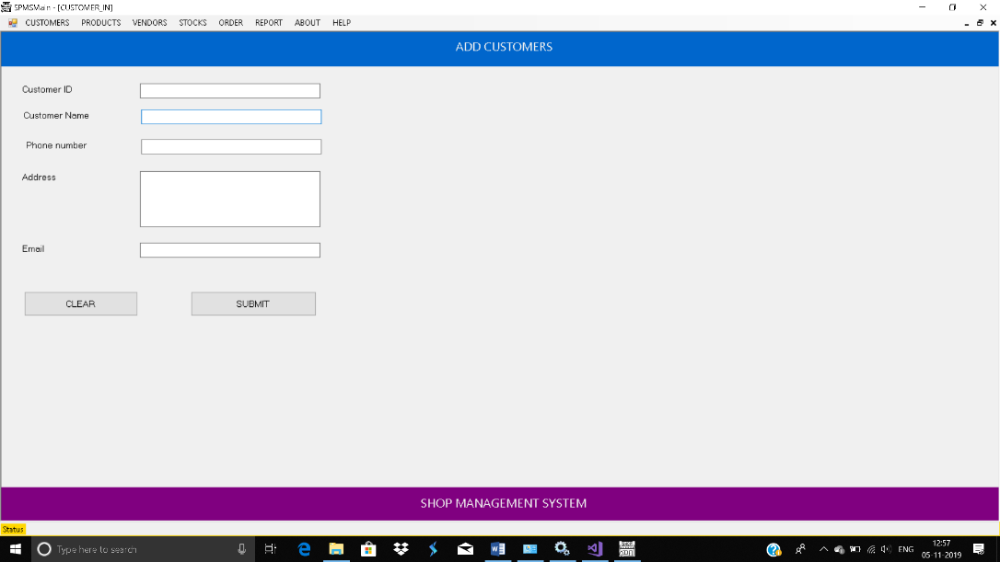 SPMSMain - [CUSTOMER_IN]
CUSTOMERS PRODUCTS VENDORS STOCKS ORDER REPORT ABOUT HELP
ADD CUSTOMERS
Customer ID
Customer Name
Phone number
Address
Email
CLEAR SUBMIT
SHOP MANAGEMENT SYSTEM
Status
Type here to search
ENG
12:57
05-11-2019